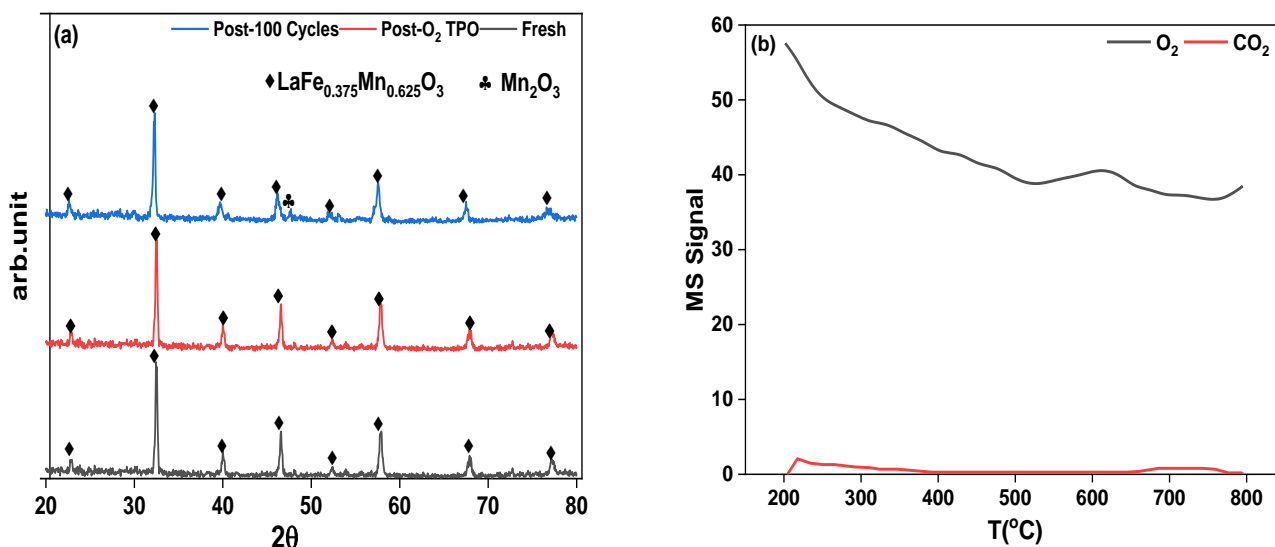 (a)
Post-100 Cycles Post-O₂ TPO Fresh
♦LaFe₀.₃₇₅Mn₀.₆₂₅O₃ ♣ Mn₂O₃
arb.unit
20 30 40 50 60 70 80
2θ
(b)
O₂ CO₂
MS Signal
60
50
40
30
20
10
0
200 300 400 500 600 700 800
T(°C)